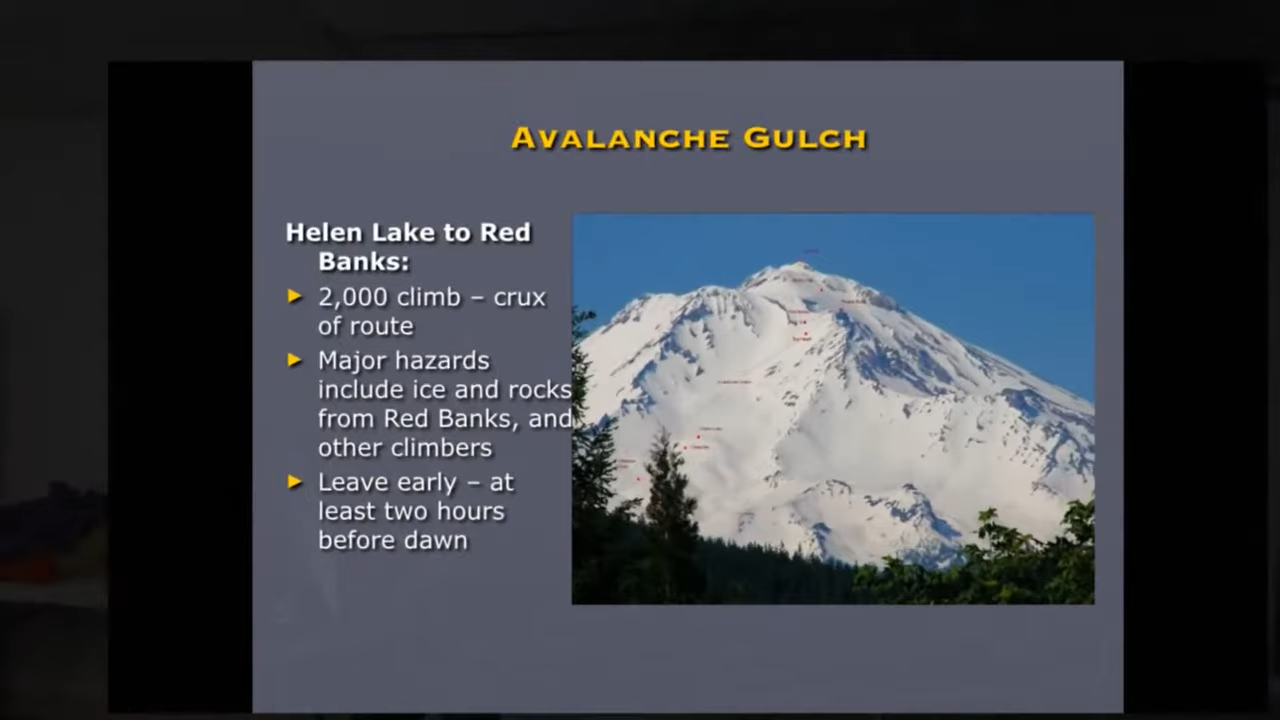 AVALANCHE GULCH
Helen Lake to Red
Banks:
2,000 climb – crux
of route
Major hazards
include ice and rocks
from Red Banks, and
other climbers
Leave early – at
least two hours
before dawn